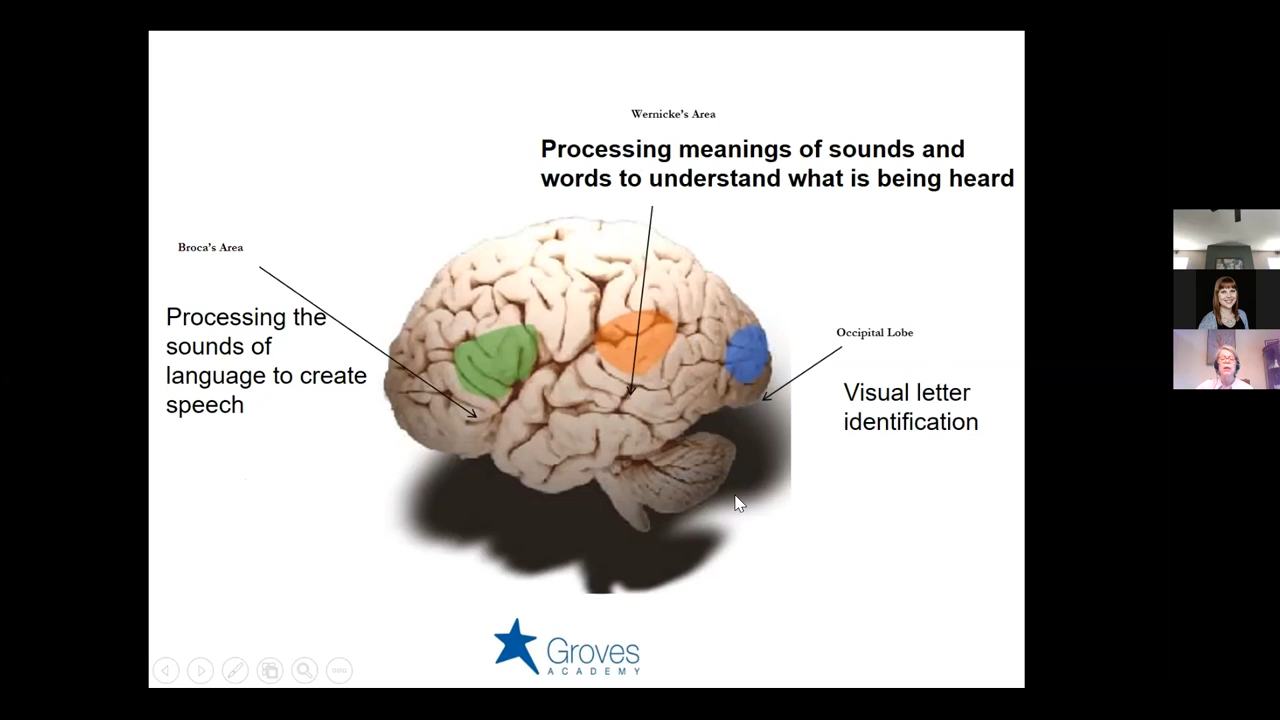 Wernicke's Area
Processing meanings of sounds and
words to understand what is being heard
Broca's Area
Processing the
sounds of
language to create
speech
Occipital Lobe
Visual letter
identification
Groves
ACADEMY